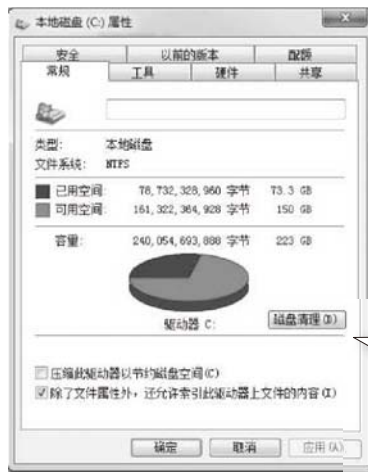 本地磁盘 (C:) 属性
安全 以前的版本 配额
常规 工具 硬件 共享
类型: 本地磁盘
文件系统: NTFS
已用空间: 78,732,328,960 字节 73.3 GB
可用空间: 161,322,364,928 字节 150 GB
容量: 240,054,693,888 字节 223 GB
驱动器 C: 磁盘清理(D)
压缩此驱动器以节约磁盘空间(C)
除了文件属性外，还允许索引此驱动器上文件的内容(I)
确定 取消 应用(A)